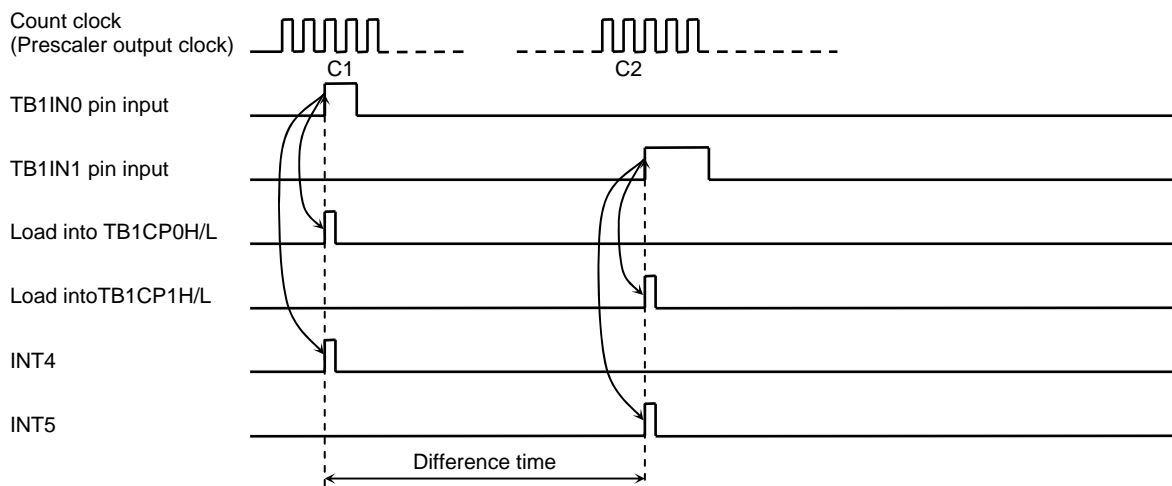 Count clock
(Prescaler output clock)
C1
C2
TB1IN0 pin input
TB1IN1 pin input
Load into TB1CP0H/L
Load intoTB1CP1H/L
INT4
INT5
Difference time